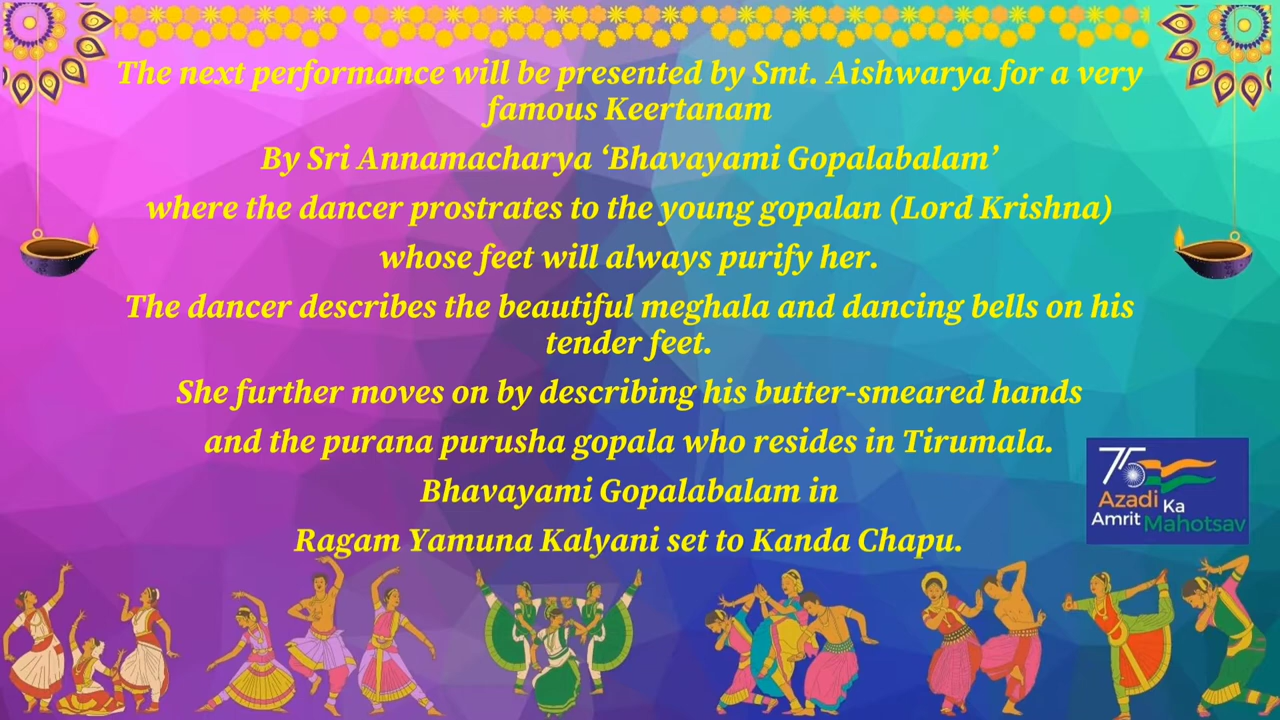 The next performance will be presented by Smt. Aishwarya for a very
famous Keertanam
By Sri Annamacharya ‘Bhavayami Gopalabalam’
where the dancer prostrates to the young gopalan (Lord Krishna)
whose feet will always purify her.
The dancer describes the beautiful meghala and dancing bells on his
tender feet.
She further moves on by describing his butter-smeared hands
and the purana purusha gopala who resides in Tirumala.
Bhavayami Gopalabalam in
Ragam Yamuna Kalyani set to Kanda Chapu.
75
Azadi Ka
Amrit Mahotsav